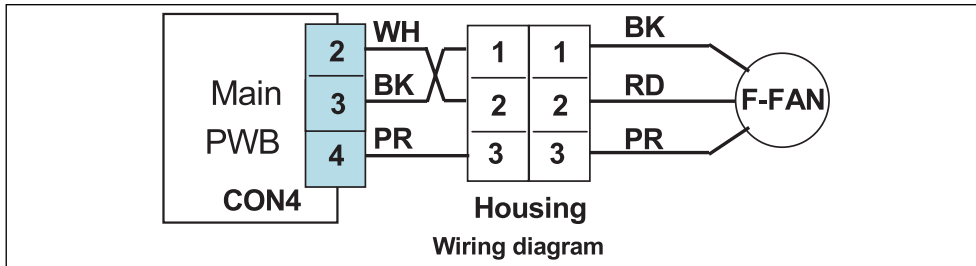 WH BK
2 1 1
Main BK RD
3 2 2 F-FAN
PWB PR PR
4 3 3
CON4
Housing
Wiring diagram